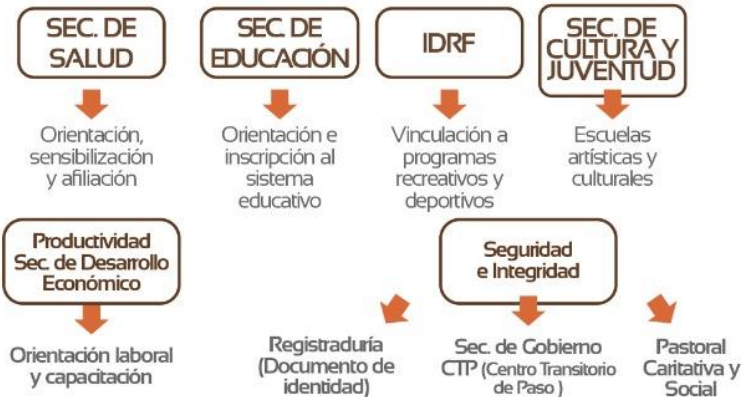 SEC. DE
SALUD
SEC. DE
EDUCACIÓN
IDRF
SEC. DE
CULTURA Y
JUVENTUD
Orientación,
sensibilización
y afiliación
Orientación e
inscripción al
sistema
educativo
Vinculación a
programas
recreativos y
deportivos
Escuelas
artísticas y
culturales
Productividad
Sec. de Desarrollo
Económico
Seguridad
e Integridad
Orientación laboral
y capacitación
Registraduría
(Documento de
identidad)
Sec. de Gobierno
CTP (Centro Transitorio
de Paso )
Pastoral
Caritativa y
Social